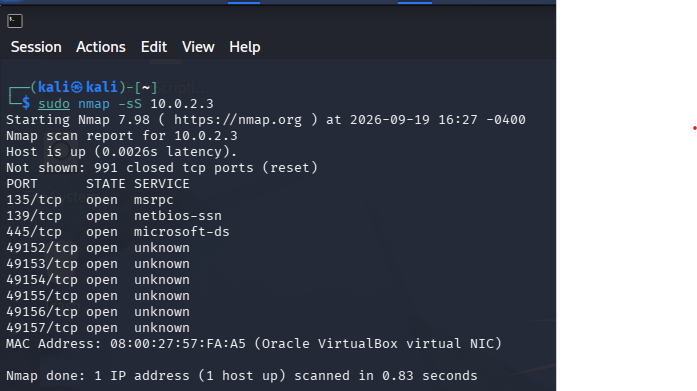 Session Actions Edit View Help
┌──(kali㉿kali)-[~]
└─$ sudo nmap -sS 10.0.2.3
Starting Nmap 7.98 ( https://nmap.org ) at 2026-09-19 16:27 -0400
Nmap scan report for 10.0.2.3
Host is up (0.0026s latency).
Not shown: 991 closed tcp ports (reset)
PORT      STATE SERVICE
135/tcp   open  msrpc
139/tcp   open  netbios-ssn
445/tcp   open  microsoft-ds
49152/tcp open  unknown
49153/tcp open  unknown
49154/tcp open  unknown
49155/tcp open  unknown
49156/tcp open  unknown
49157/tcp open  unknown
MAC Address: 08:00:27:57:FA:A5 (Oracle VirtualBox virtual NIC)
Nmap done: 1 IP address (1 host up) scanned in 0.83 seconds